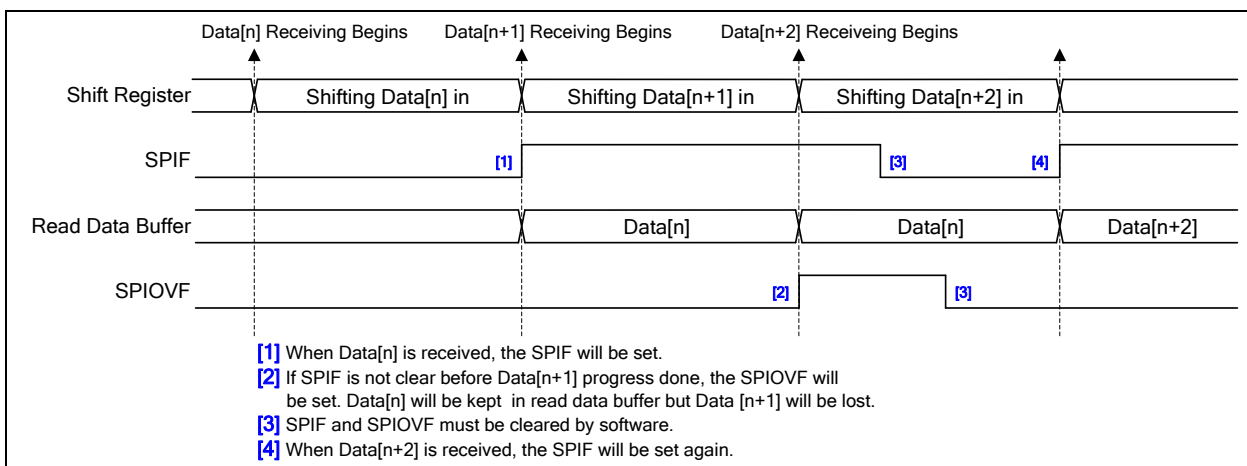 Data[n] Receiving Begins Data[n+1] Receiving Begins Data[n+2] Receiveing Begins
Shift Register Shifting Data[n] in Shifting Data[n+1] in Shifting Data[n+2] in
SPIF [1] [3] [4]
Read Data Buffer Data[n] Data[n] Data[n+2]
SPIOVF [2] [3]
[1] When Data[n] is received, the SPIF will be set.
[2] If SPIF is not clear before Data[n+1] progress done, the SPIOVF will
be set. Data[n] will be kept in read data buffer but Data [n+1] will be lost.
[3] SPIF and SPIOVF must be cleared by software.
[4] When Data[n+2] is received, the SPIF will be set again.